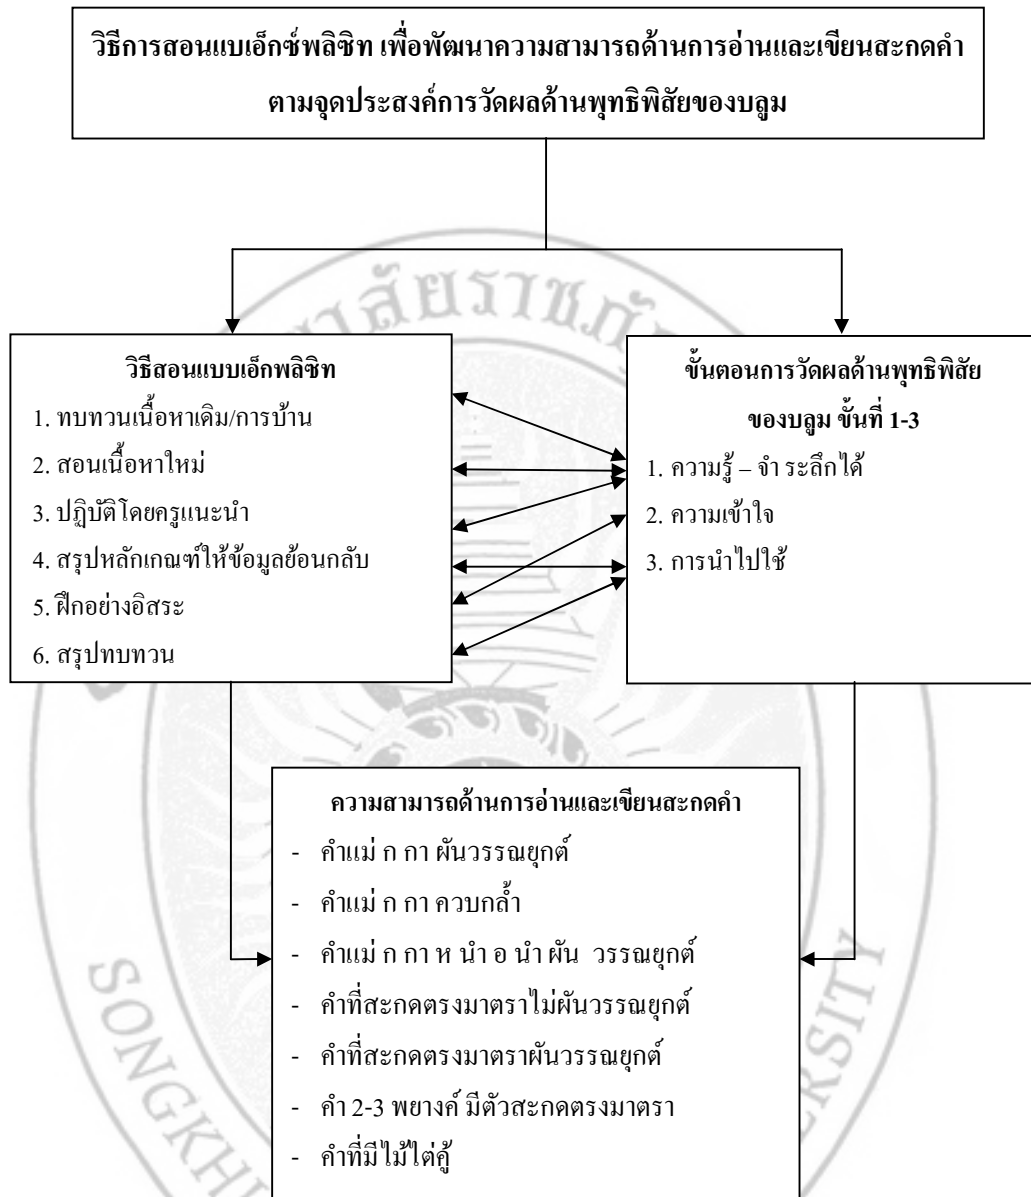 วิธีการสอนแบเอ็กซ์พลิซิท เพื่อพัฒนาความสามารถด้านการอ่านและเขียนสะกดคำ
ตามจุดประสงค์การวัดผลด้านพุทธิพิสัยของบลูม
วิธีสอนแบบเอ็กพลิซิท
1. ทบทวนเนื้อหาเดิม/การบ้าน
2. สอนเนื้อหาใหม่
3. ปฏิบัติโดยครูแนะนำ
4. สรุปหลักเกณฑ์ให้ข้อมูลย้อนกลับ
5. ฝึกอย่างอิสระ
6. สรุปทบทวน
ขั้นตอนการวัดผลด้านพุทธิพิสัย
ของบลูม ขั้นที่ 1-3
1. ความรู้ – จำ ระลึกได้
2. ความเข้าใจ
3. การนำไปใช้
ความสามารถด้านการอ่านและเขียนสะกดคำ
- คำแม่ ก กา ผันวรรณยุกต์
- คำแม่ ก กา ควบกล้ำ
- คำแม่ ก กา ห นำ อ นำ ผัน วรรณยุกต์
- คำที่สะกดตรงมาตราไม่ผันวรรณยุกต์
- คำที่สะกดตรงมาตราผันวรรณยุกต์
- คำ 2-3 พยางค์ มีตัวสะกดตรงมาตรา
- คำที่มีไม้ไต่คู้